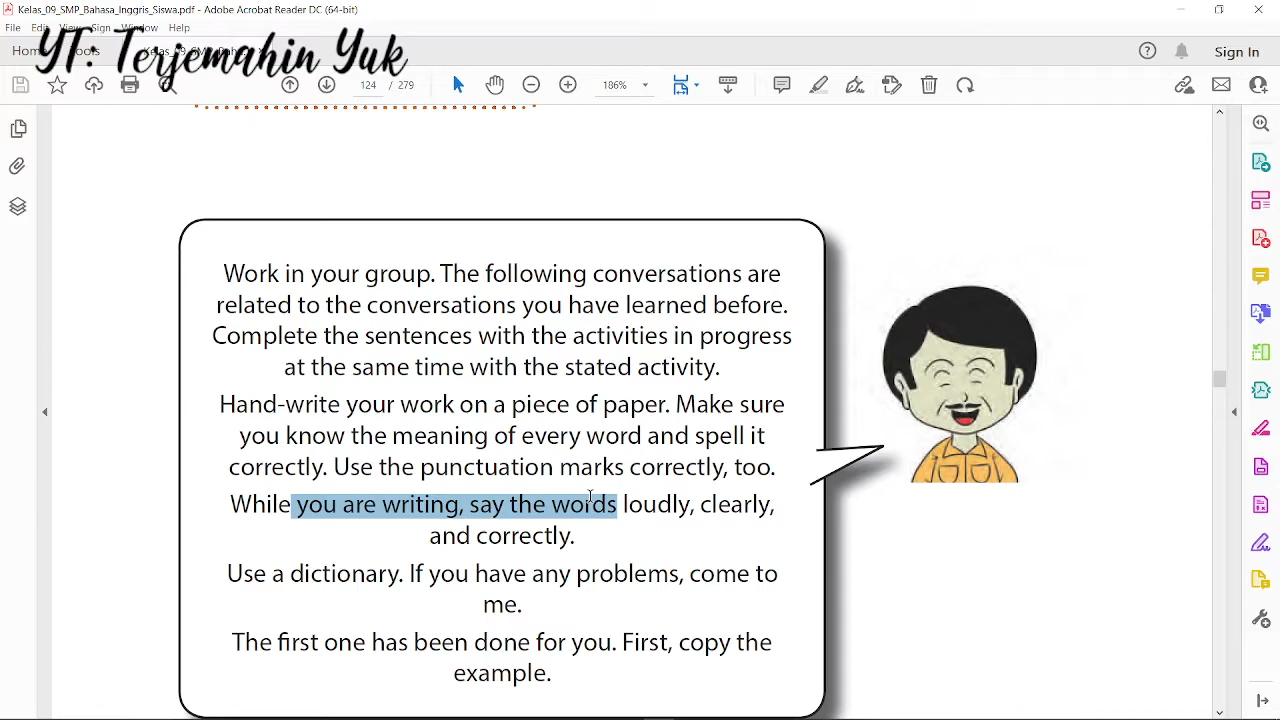 Kelas_09_SMP_Bahasa_Inggris_Siswa.pdf - Adobe Acrobat Reader DC (64-bit)
File Edit View Sign Window Help
YT: Terjemahin Yuk
Home Tools Sign In
124 / 279 186%
Work in your group. The following conversations are
related to the conversations you have learned before.
Complete the sentences with the activities in progress
at the same time with the stated activity.
Hand-write your work on a piece of paper. Make sure
you know the meaning of every word and spell it
correctly. Use the punctuation marks correctly, too.
While you are writing, say the words loudly, clearly,
and correctly.
Use a dictionary. If you have any problems, come to
me.
The first one has been done for you. First, copy the
example.